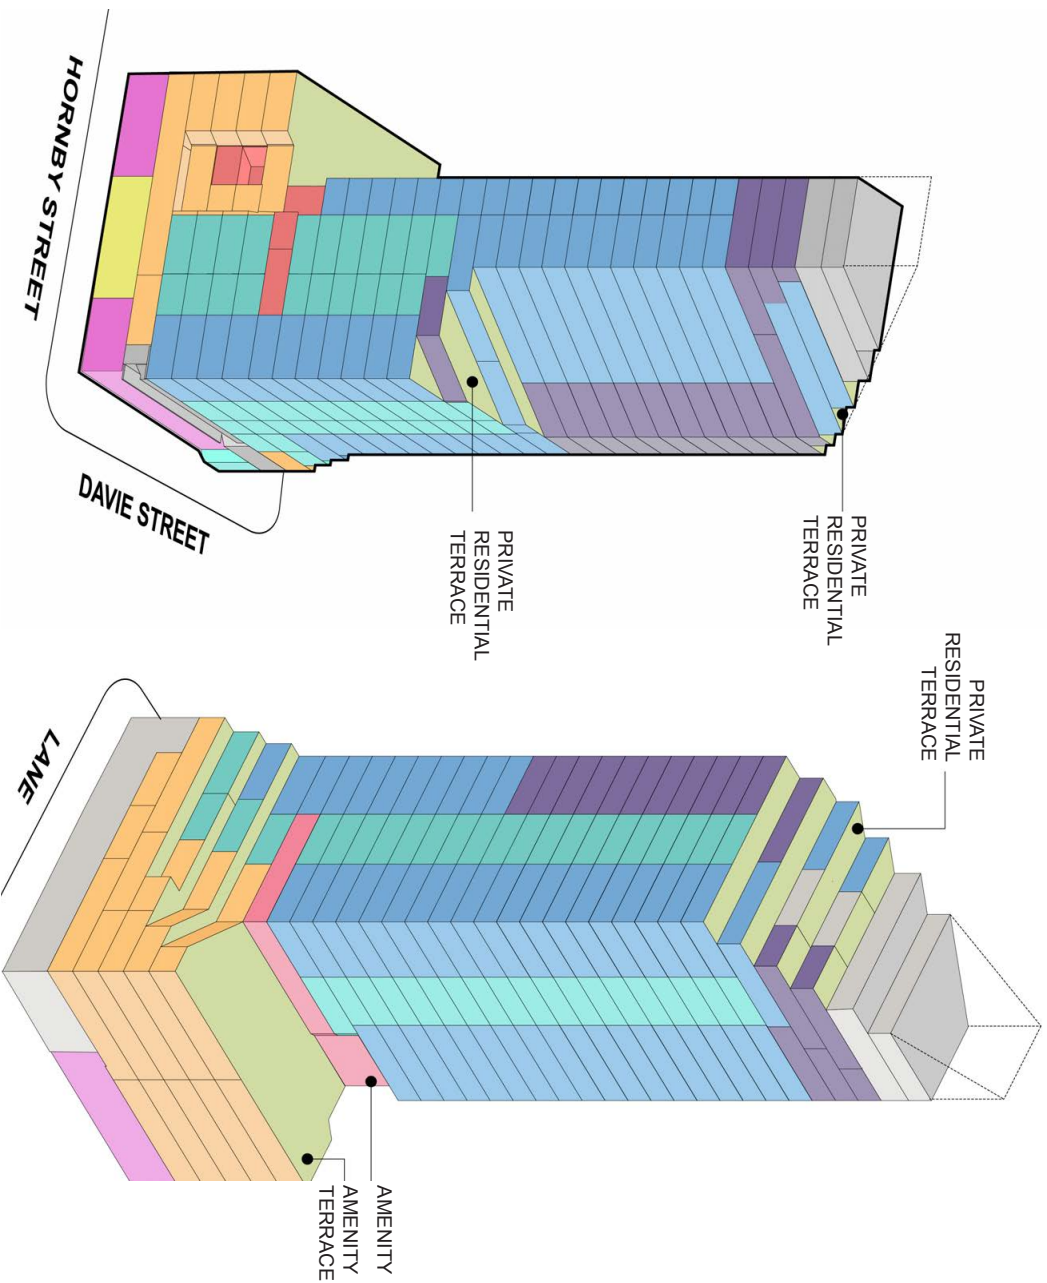 HORNBY STREET
DAVIE STREET
PRIVATE
RESIDENTIAL
TERRACE
PRIVATE
RESIDENTIAL
TERRACE
PRIVATE
RESIDENTIAL
TERRACE
LANE
AMENITY
AMENITY
TERRACE